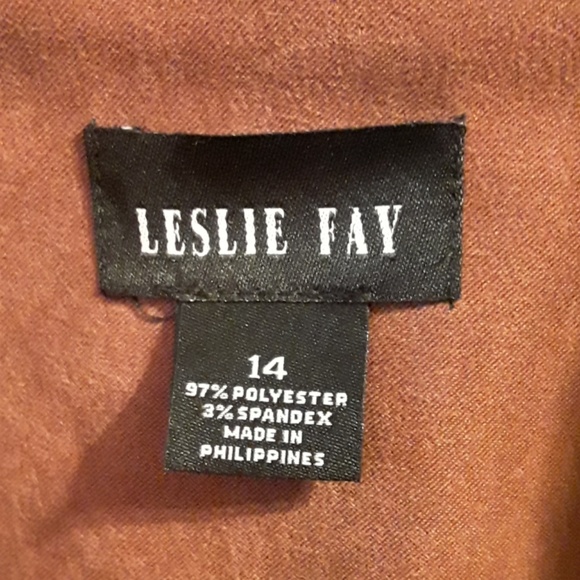 LESLIE FAY
14
97% POLYESTER
3% SPANDEX
MADE IN
PHILIPPINES